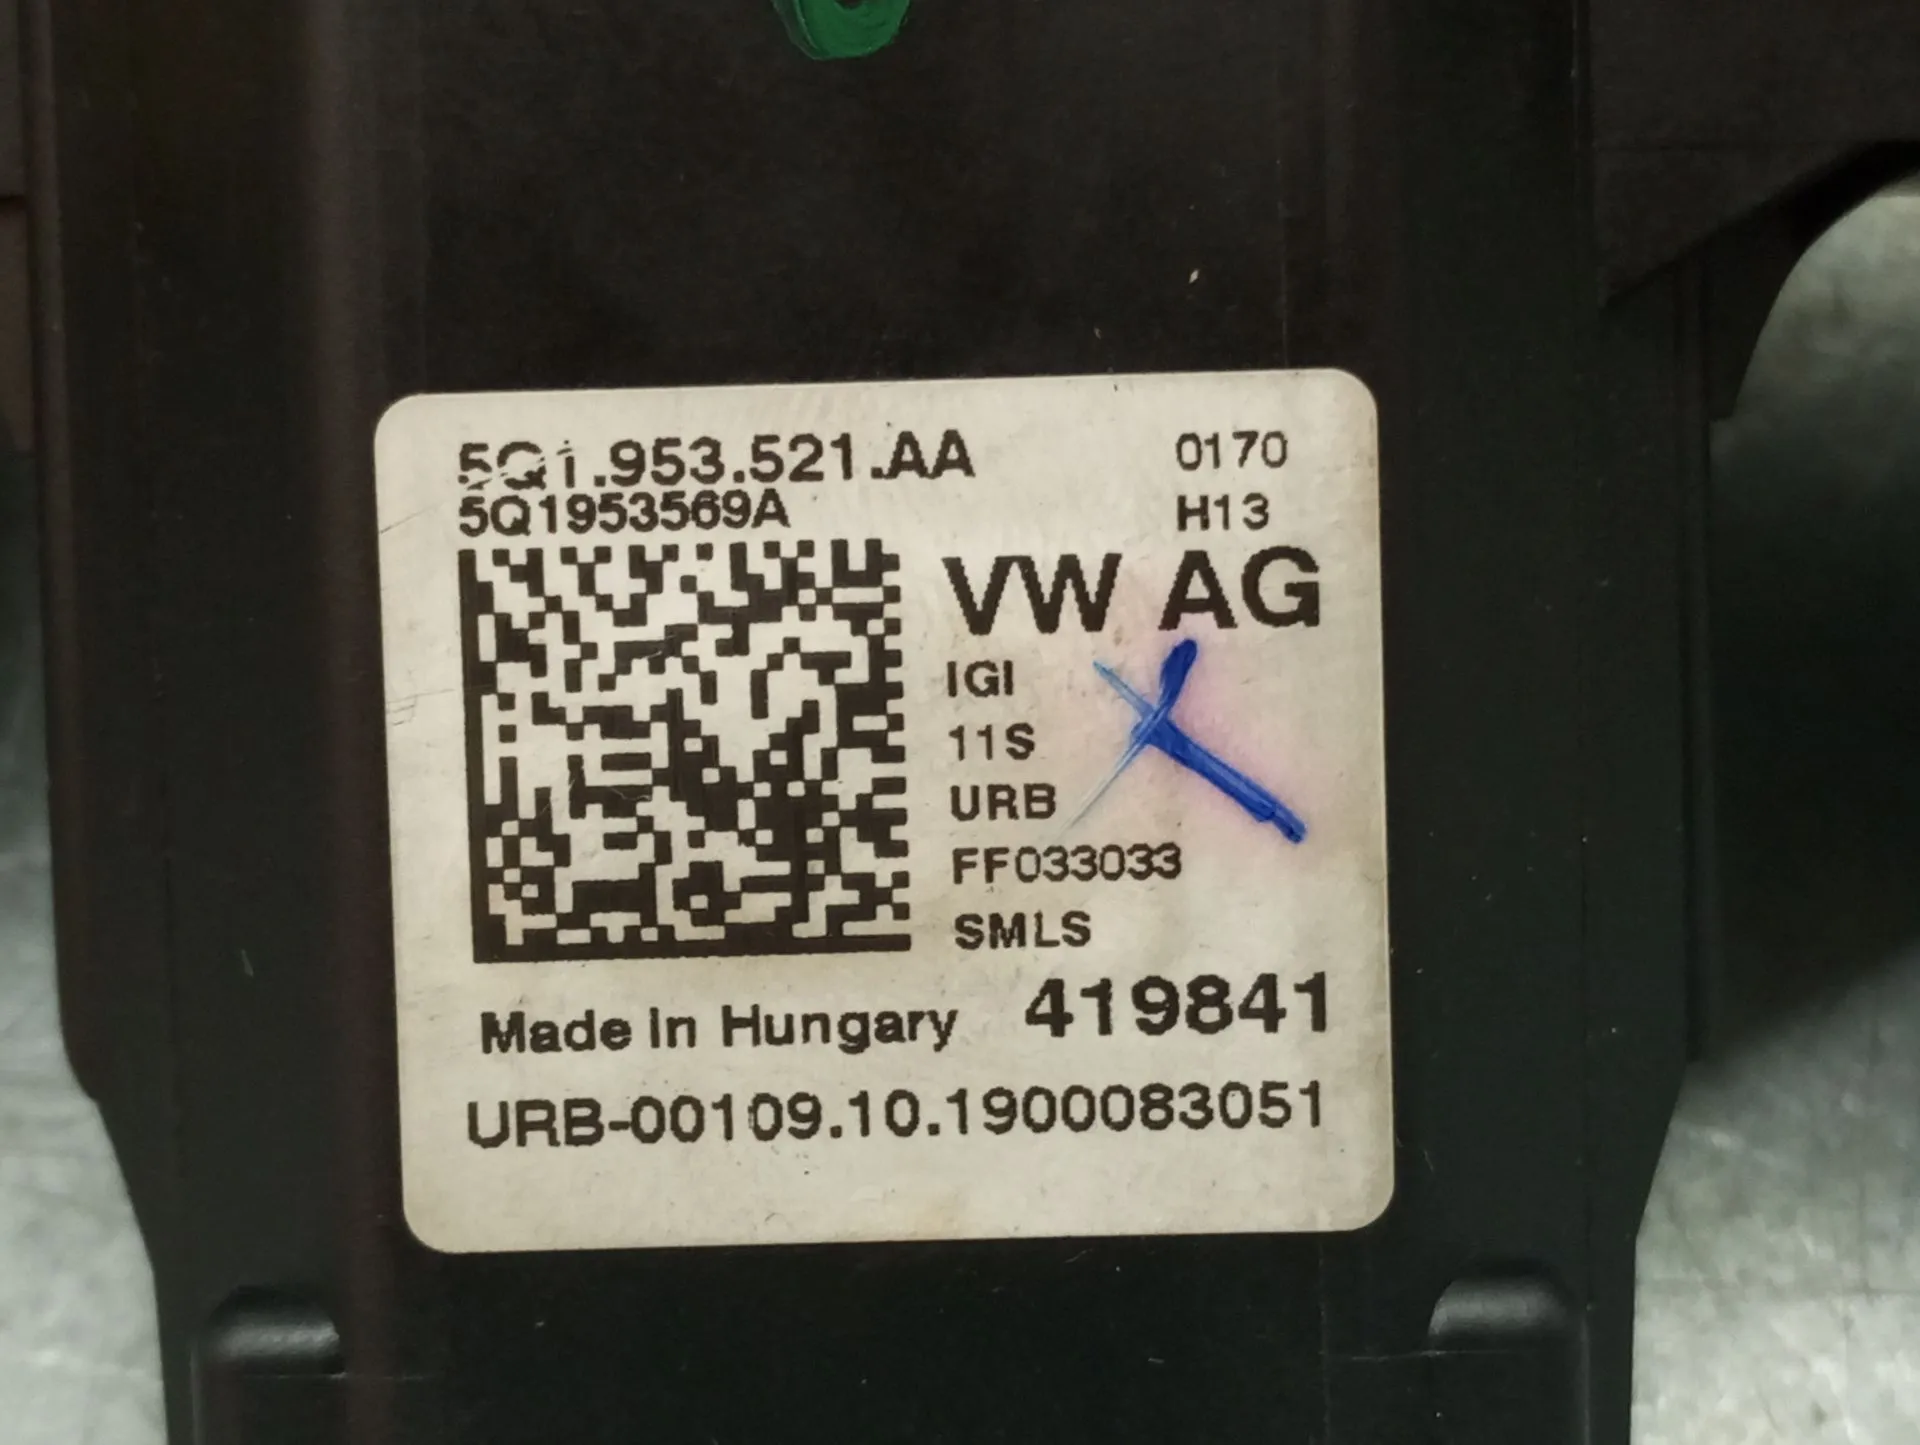 5Q1.953.521.AA 0170
5Q1953569A H13
VW AG
IGI
11S
URB
FF033033
SMLS
Made in Hungary 419841
URB-00109.10.1900083051